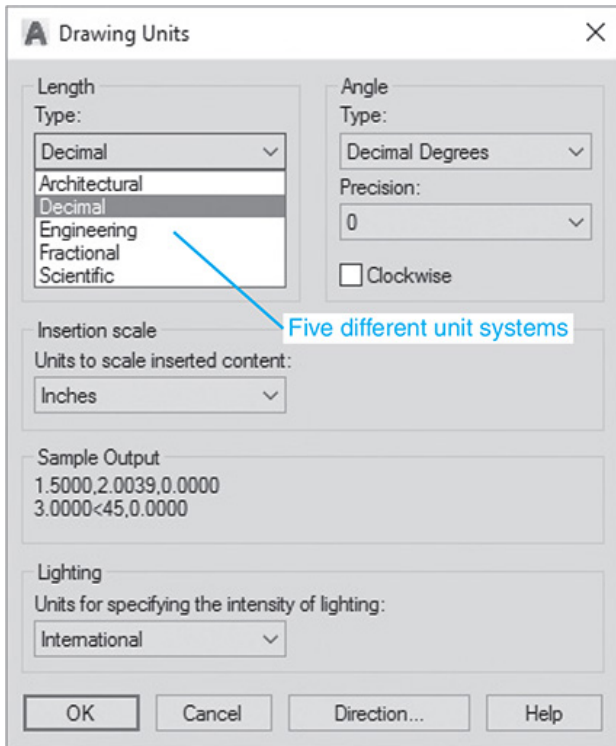 Drawing Units
Length
Type:
Decimal
Architectural
Decimal
Engineering
Fractional
Scientific
Angle
Type:
Decimal Degrees
Precision:
0
Clockwise
Five different unit systems
Insertion scale
Units to scale inserted content:
Inches
Sample Output
1.5000,2.0039,0.0000
3.0000<45,0.0000
Lighting
Units for specifying the intensity of lighting:
International
OK
Cancel
Direction...
Help